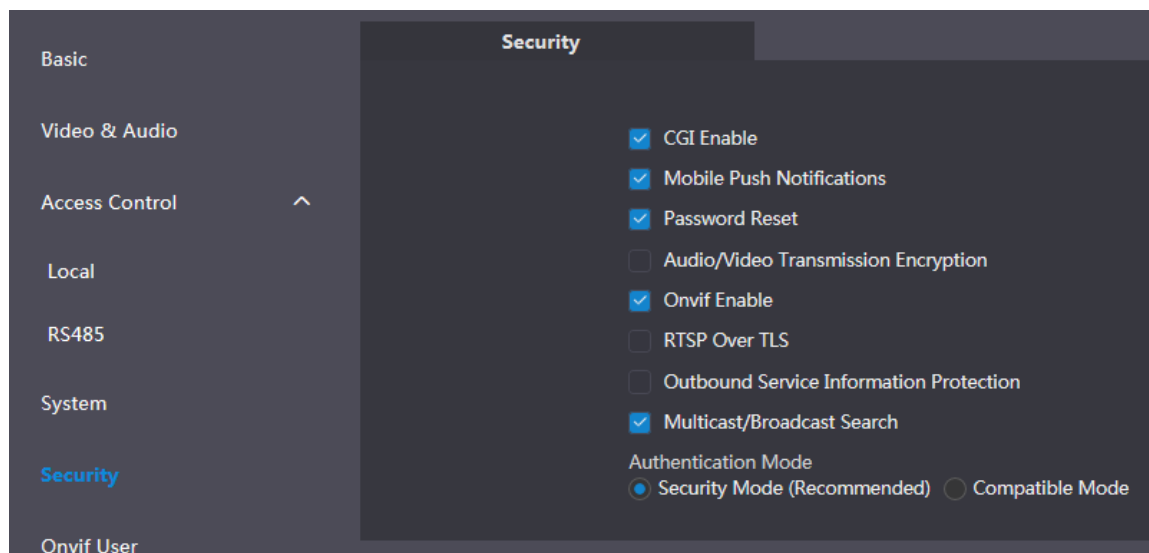 Basic
Video & Audio
Access Control
Local
RS485
System
Security
Onvif User
Security
CGI Enable
Mobile Push Notifications
Password Reset
Audio/Video Transmission Encryption
Onvif Enable
RTSP Over TLS
Outbound Service Information Protection
Multicast/Broadcast Search
Authentication Mode
Security Mode (Recommended) Compatible Mode